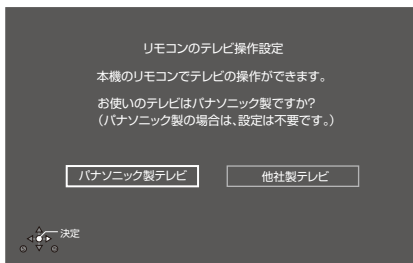 リモコンのテレビ操作設定
本機のリモコンでテレビの操作ができます。
お使いのテレビはパナソニック製ですか?
(パナソニック製の場合は、設定は不要です。)
パナソニック製テレビ
他社製テレビ
決定